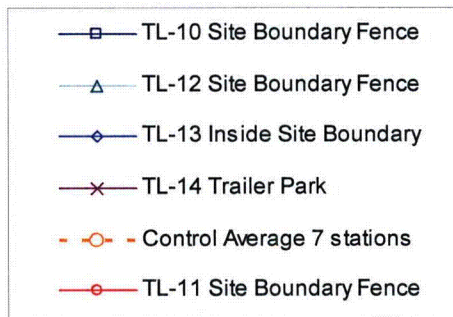 TL-10 Site Boundary Fence
TL-12 Site Boundary Fence
TL-13 Inside Site Boundary
TL-14 Trailer Park
Control Average 7 stations
TL-11 Site Boundary Fence